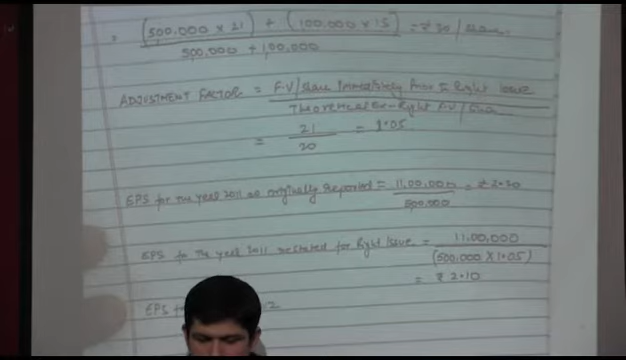 = (500,000 × 21) + (100,000 × 15) = ₹ 20 / Share
500,000 + 100,000
ADJUSTMENT FACTOR = F.V/Share Immediately Prior to Right Issue
Theoretical Ex-Right F.V / Share
= 21 = 1.05
20
EPS for the year 2011 as originally Reported = 11,00,000 = ₹ 2.20
500,000
EPS for the year 2011 restated for Right Issue = 11,00,000
(500,000 × 1.05)
= ₹ 2.10
EPS